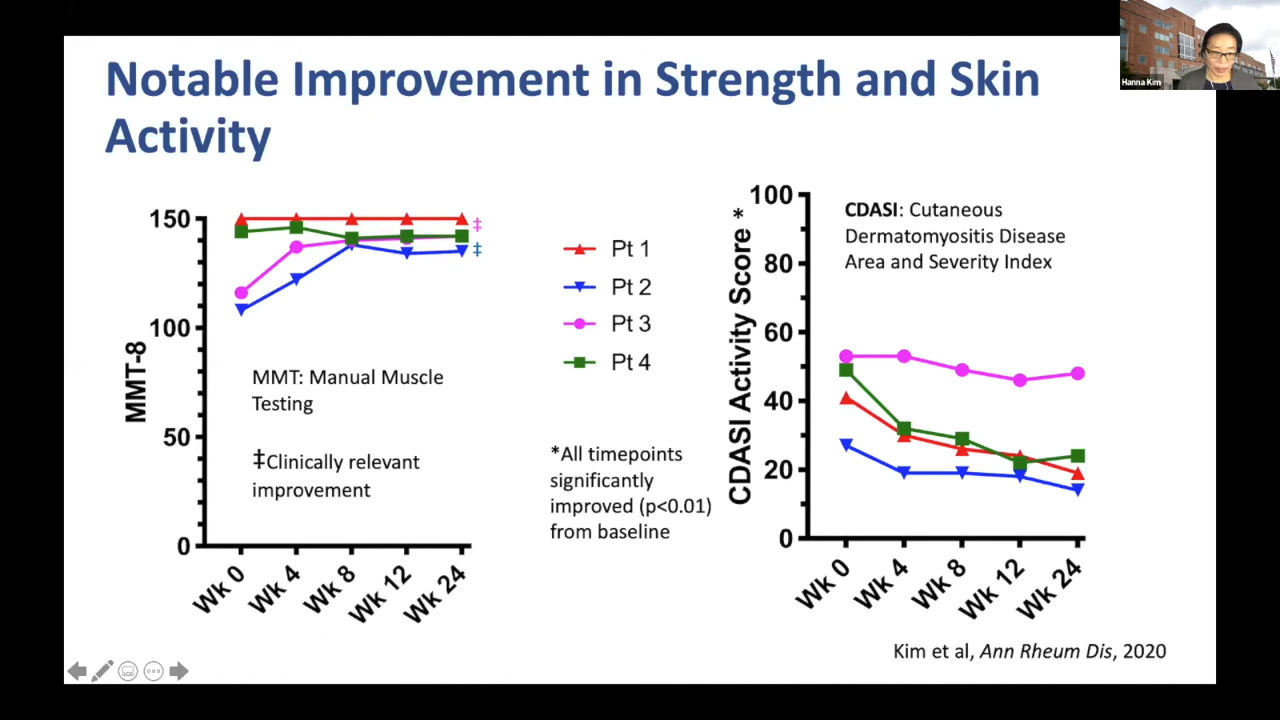 Notable Improvement in Strength and Skin
Activity
Hanna Kim
150
100
50
0
MMT-8
Wk 0
Wk 4
Wk 8
Wk 12
Wk 24
‡
‡
MMT: Manual Muscle
Testing
‡Clinically relevant
improvement
Pt 1
Pt 2
Pt 3
Pt 4
*All timepoints
significantly
improved (p<0.01)
from baseline
CDASI Activity Score *
100
80
60
40
20
0
Wk 0
Wk 4
Wk 8
Wk 12
Wk 24
CDASI: Cutaneous
Dermatomyositis Disease
Area and Severity Index
Kim et al, Ann Rheum Dis, 2020